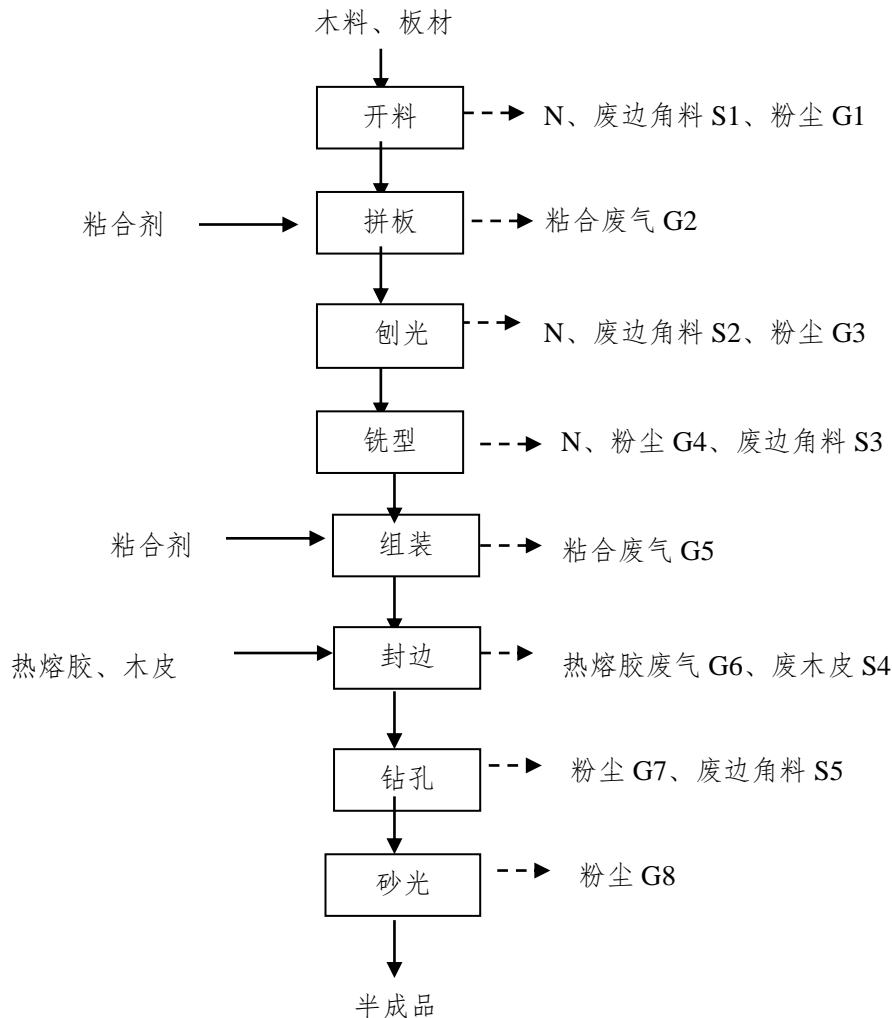 木料、板材
开料
N、废边角料 S1、粉尘 G1
粘合剂
拼板
粘合废气 G2
刨光
N、废边角料 S2、粉尘 G3
铣型
N、粉尘 G4、废边角料 S3
粘合剂
组装
粘合废气 G5
热熔胶、木皮
封边
热熔胶废气 G6、废木皮 S4
钻孔
粉尘 G7、废边角料 S5
砂光
粉尘 G8
半成品